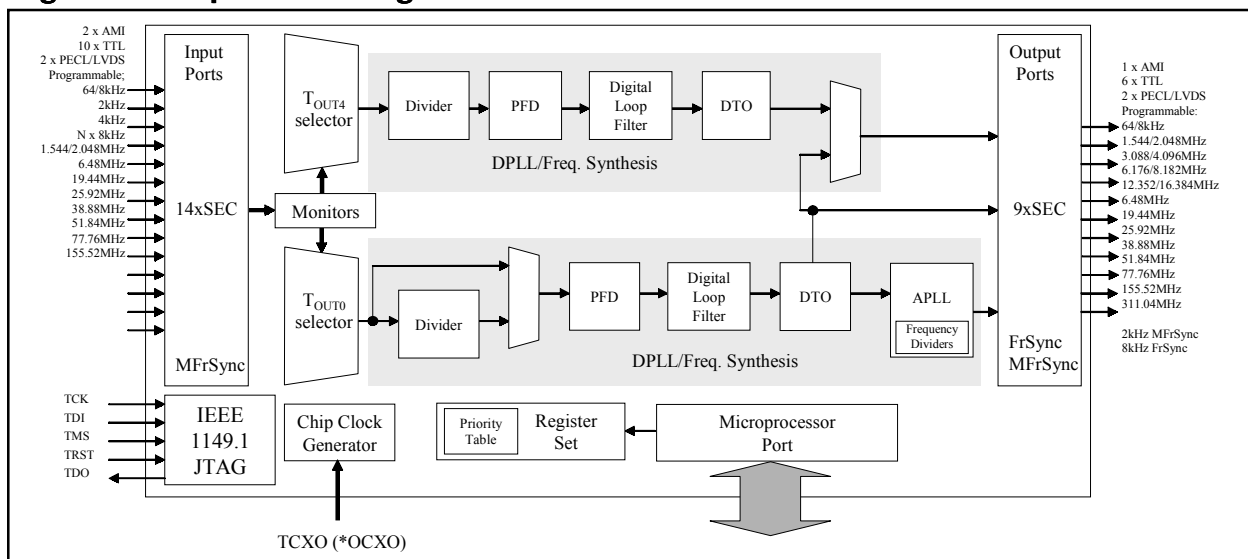 2 x AMI
10 x TTL
2 x PECL/LVDS
Programmable;
64/8kHz
2kHz
4kHz
N x 8kHz
1.544/2.048MHz
6.48MHz
19.44MHz
25.92MHz
38.88MHz
51.84MHz
77.76MHz
155.52MHz
Input
Ports
14xSEC
MFrSync
TOUT4
selector
Monitors
TOUT0
selector
Divider
PFD
Digital
Loop
Filter
DTO
DPLL/Freq. Synthesis
Divider
PFD
Digital
Loop
Filter
DTO
APLL
Frequency
Dividers
DPLL/Freq. Synthesis
Output
Ports
9xSEC
FrSync
MFrSync
1 x AMI
6 x TTL
2 x PECL/LVDS
Programmable:
64/8kHz
1.544/2.048MHz
3.088/4.096MHz
6.176/8.182MHz
12.352/16.384MHz
6.48MHz
19.44MHz
25.92MHz
38.88MHz
51.84MHz
77.76MHz
155.52MHz
311.04MHz
2kHz MFrSync
8kHz FrSync
TCK
TDI
TMS
TRST
TDO
IEEE
1149.1
JTAG
Chip Clock
Generator
TCXO (*OCXO)
Priority
Table
Register
Set
Microprocessor
Port